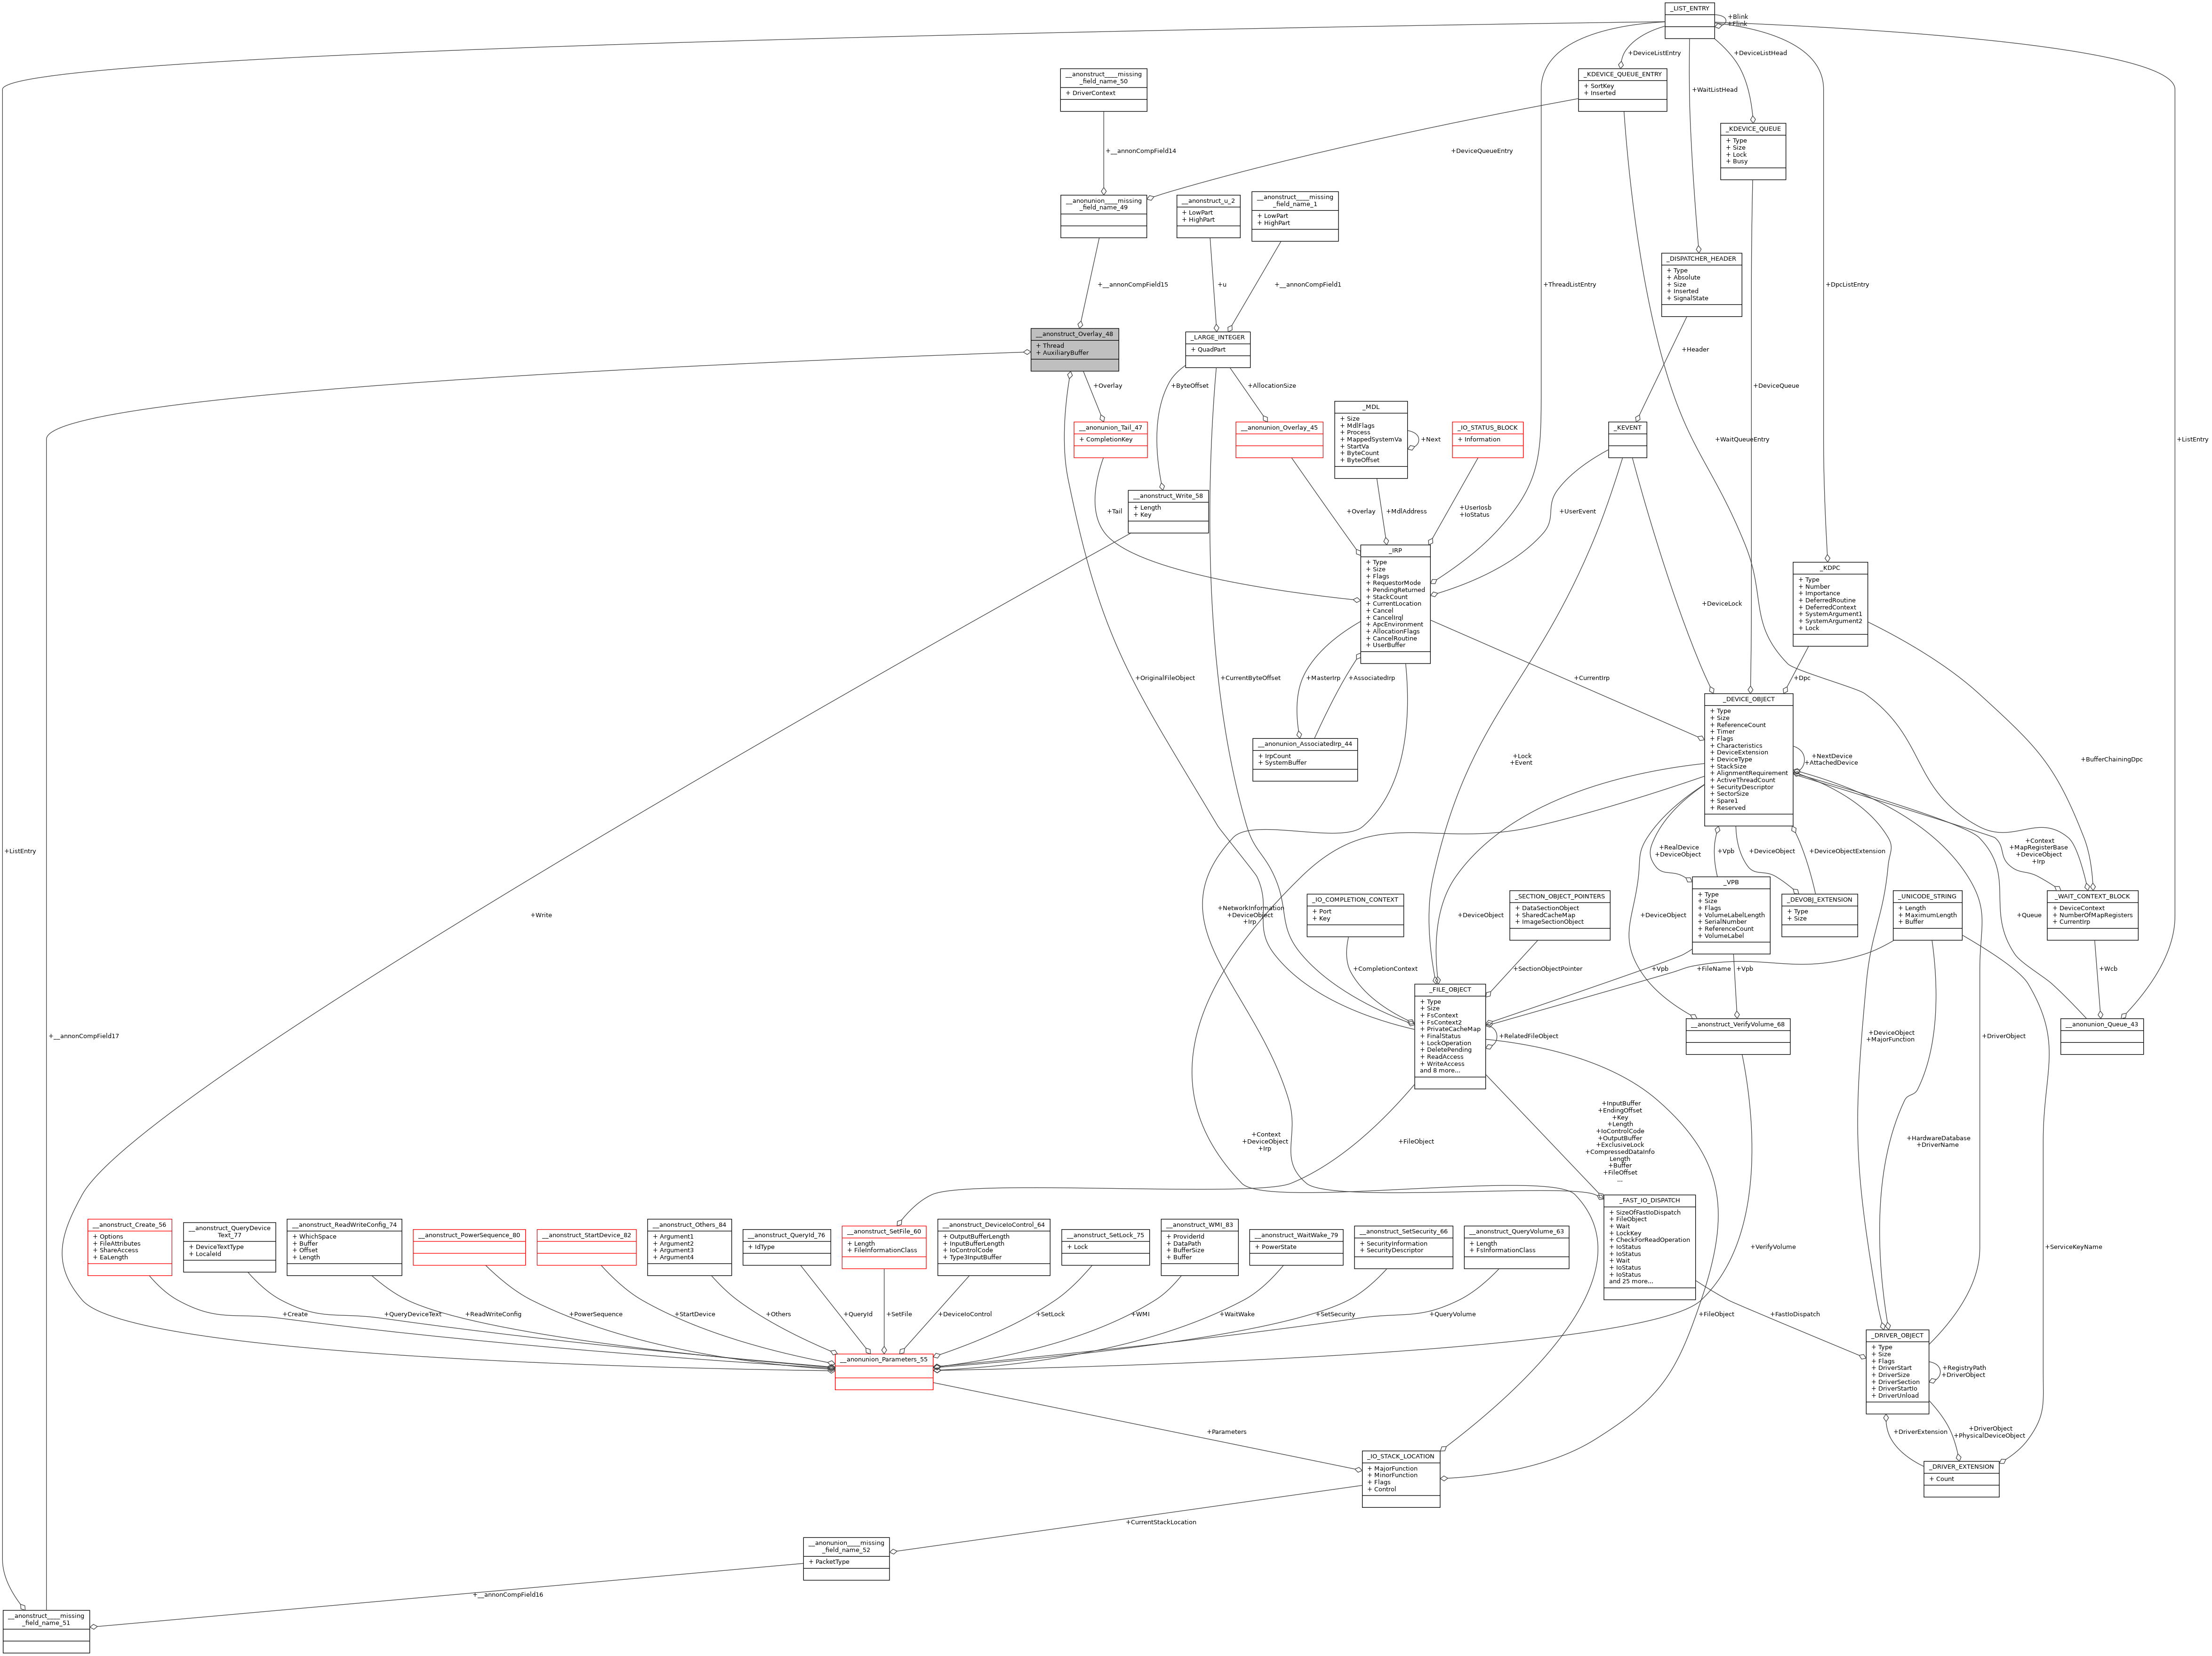 _LIST_ENTRY
+Blink
+Flink
+DeviceListEntry
+DeviceListHead
__anonstruct____missing
_field_name_50
+ DriverContext
_KDEVICE_QUEUE_ENTRY
+ SortKey
+ Inserted
+WaitListHead
_KDEVICE_QUEUE
+ Type
+ Size
+ Lock
+ Busy
+__annonCompField14
+DeviceQueueEntry
__anonunion____missing
_field_name_49
__anonstruct_u_2
+ LowPart
+ HighPart
__anonstruct____missing
_field_name_1
+ LowPart
+ HighPart
_DISPATCHER_HEADER
+ Type
+ Absolute
+ Size
+ Inserted
+ SignalState
+__annonCompField15
+u
+__annonCompField1
+ThreadListEntry
+DpcListEntry
__anonstruct_Overlay_48
+ Thread
+ AuxiliaryBuffer
_LARGE_INTEGER
+ QuadPart
+Header
+Overlay
+ByteOffset
+AllocationSize
+DeviceQueue
_MDL
+ Size
+ MdlFlags
+ Process
+ MappedSystemVa
+ StartVa
+ ByteCount
+ ByteOffset
+Next
__anonunion_Tail_47
+ CompletionKey
__anonunion_Overlay_45
_IO_STATUS_BLOCK
+ Information
_KEVENT
+WaitQueueEntry
+ListEntry
__anonstruct_Write_58
+ Length
+ Key
+Tail
+Overlay
+MdlAddress
+UserIosb
+IoStatus
+UserEvent
_IRP
+ Type
+ Size
+ Flags
+ RequestorMode
+ PendingReturned
+ StackCount
+ CurrentLocation
+ Cancel
+ CancelIrql
+ ApcEnvironment
+ AllocationFlags
+ CancelRoutine
+ UserBuffer
_KDPC
+ Type
+ Number
+ Importance
+ DeferredRoutine
+ DeferredContext
+ SystemArgument1
+ SystemArgument2
+ Lock
+DeviceLock
+OriginalFileObject
+CurrentByteOffset
+MasterIrp
+AssociatedIrp
+CurrentIrp
+Dpc
_DEVICE_OBJECT
+ Type
+ Size
+ ReferenceCount
+ Timer
+ Flags
+ Characteristics
+ DeviceExtension
+ DeviceType
+ StackSize
+ AlignmentRequirement
+ ActiveThreadCount
+ SecurityDescriptor
+ SectorSize
+ Spare1
+ Reserved
+NextDevice
+AttachedDevice
__anonunion_AssociatedIrp_44
+ IrpCount
+ SystemBuffer
+Lock
+Event
+BufferChainingDpc
+ListEntry
+RealDevice
+DeviceObject
+Vpb
+DeviceObject
+DeviceObjectExtension
+Context
+MapRegisterBase
+DeviceObject
+Irp
_VPB
+ Type
+ Size
+ Flags
+ VolumeLabelLength
+ SerialNumber
+ ReferenceCount
+ VolumeLabel
_DEVOBJ_EXTENSION
+ Type
+ Size
_UNICODE_STRING
+ Length
+ MaximumLength
+ Buffer
_WAIT_CONTEXT_BLOCK
+ DeviceContext
+ NumberOfMapRegisters
+ CurrentIrp
_IO_COMPLETION_CONTEXT
+ Port
+ Key
_SECTION_OBJECT_POINTERS
+ DataSectionObject
+ SharedCacheMap
+ ImageSectionObject
+Write
+NetworkInformation
+DeviceObject
+Irp
+DeviceObject
+DeviceObject
+Queue
+CompletionContext
+SectionObjectPointer
+Vpb
+FileName
+Vpb
+Wcb
_FILE_OBJECT
+ Type
+ Size
+ FsContext
+ FsContext2
+ PrivateCacheMap
+ FinalStatus
+ LockOperation
+ DeletePending
+ ReadAccess
+ WriteAccess
and 8 more...
+RelatedFileObject
__anonstruct_VerifyVolume_68
__anonunion_Queue_43
+__annonCompField17
+DeviceObject
+MajorFunction
+DriverObject
+InputBuffer
+EndingOffset
+Key
+Length
+IoControlCode
+OutputBuffer
+ExclusiveLock
+CompressedDataInfo
Length
+Buffer
+FileOffset
...
+Context
+DeviceObject
+Irp
+FileObject
+HardwareDatabase
+DriverName
_FAST_IO_DISPATCH
+ SizeOfFastIoDispatch
+ FileObject
+ Wait
+ LockKey
+ CheckForReadOperation
+ IoStatus
+ IoStatus
+ Wait
+ IoStatus
+ IoStatus
and 25 more...
__anonstruct_Create_56
+ Options
+ FileAttributes
+ ShareAccess
+ EaLength
__anonstruct_QueryDevice
Text_77
+ DeviceTextType
+ LocaleId
__anonstruct_ReadWriteConfig_74
+ WhichSpace
+ Buffer
+ Offset
+ Length
__anonstruct_PowerSequence_80
__anonstruct_StartDevice_82
__anonstruct_Others_84
+ Argument1
+ Argument2
+ Argument3
+ Argument4
__anonstruct_QueryId_76
+ IdType
__anonstruct_SetFile_60
+ Length
+ FileInformationClass
__anonstruct_DeviceIoControl_64
+ OutputBufferLength
+ InputBufferLength
+ IoControlCode
+ Type3InputBuffer
__anonstruct_SetLock_75
+ Lock
__anonstruct_WMI_83
+ ProviderId
+ DataPath
+ BufferSize
+ Buffer
__anonstruct_WaitWake_79
+ PowerState
__anonstruct_SetSecurity_66
+ SecurityInformation
+ SecurityDescriptor
__anonstruct_QueryVolume_63
+ Length
+ FsInformationClass
+VerifyVolume
+ServiceKeyName
+Create
+QueryDeviceText
+ReadWriteConfig
+PowerSequence
+StartDevice
+Others
+QueryId
+SetFile
+DeviceIoControl
+SetLock
+WMI
+WaitWake
+SetSecurity
+QueryVolume
+FileObject
+FastIoDispatch
__anonunion_Parameters_55
_DRIVER_OBJECT
+ Type
+ Size
+ Flags
+ DriverStart
+ DriverSize
+ DriverSection
+ DriverStartIo
+ DriverUnload
+RegistryPath
+DriverObject
+Parameters
+DriverExtension
+DriverObject
+PhysicalDeviceObject
_IO_STACK_LOCATION
+ MajorFunction
+ MinorFunction
+ Flags
+ Control
_DRIVER_EXTENSION
+ Count
+CurrentStackLocation
__anonunion____missing
_field_name_52
+ PacketType
+__annonCompField16
__anonstruct____missing
_field_name_51